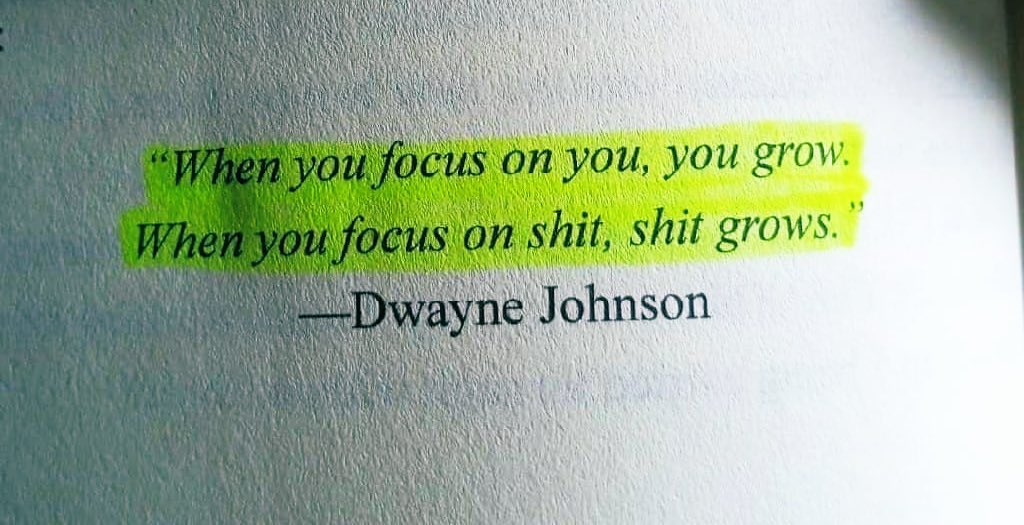 “When you focus on you, you grow.
When you focus on shit, shit grows.”
—Dwayne Johnson